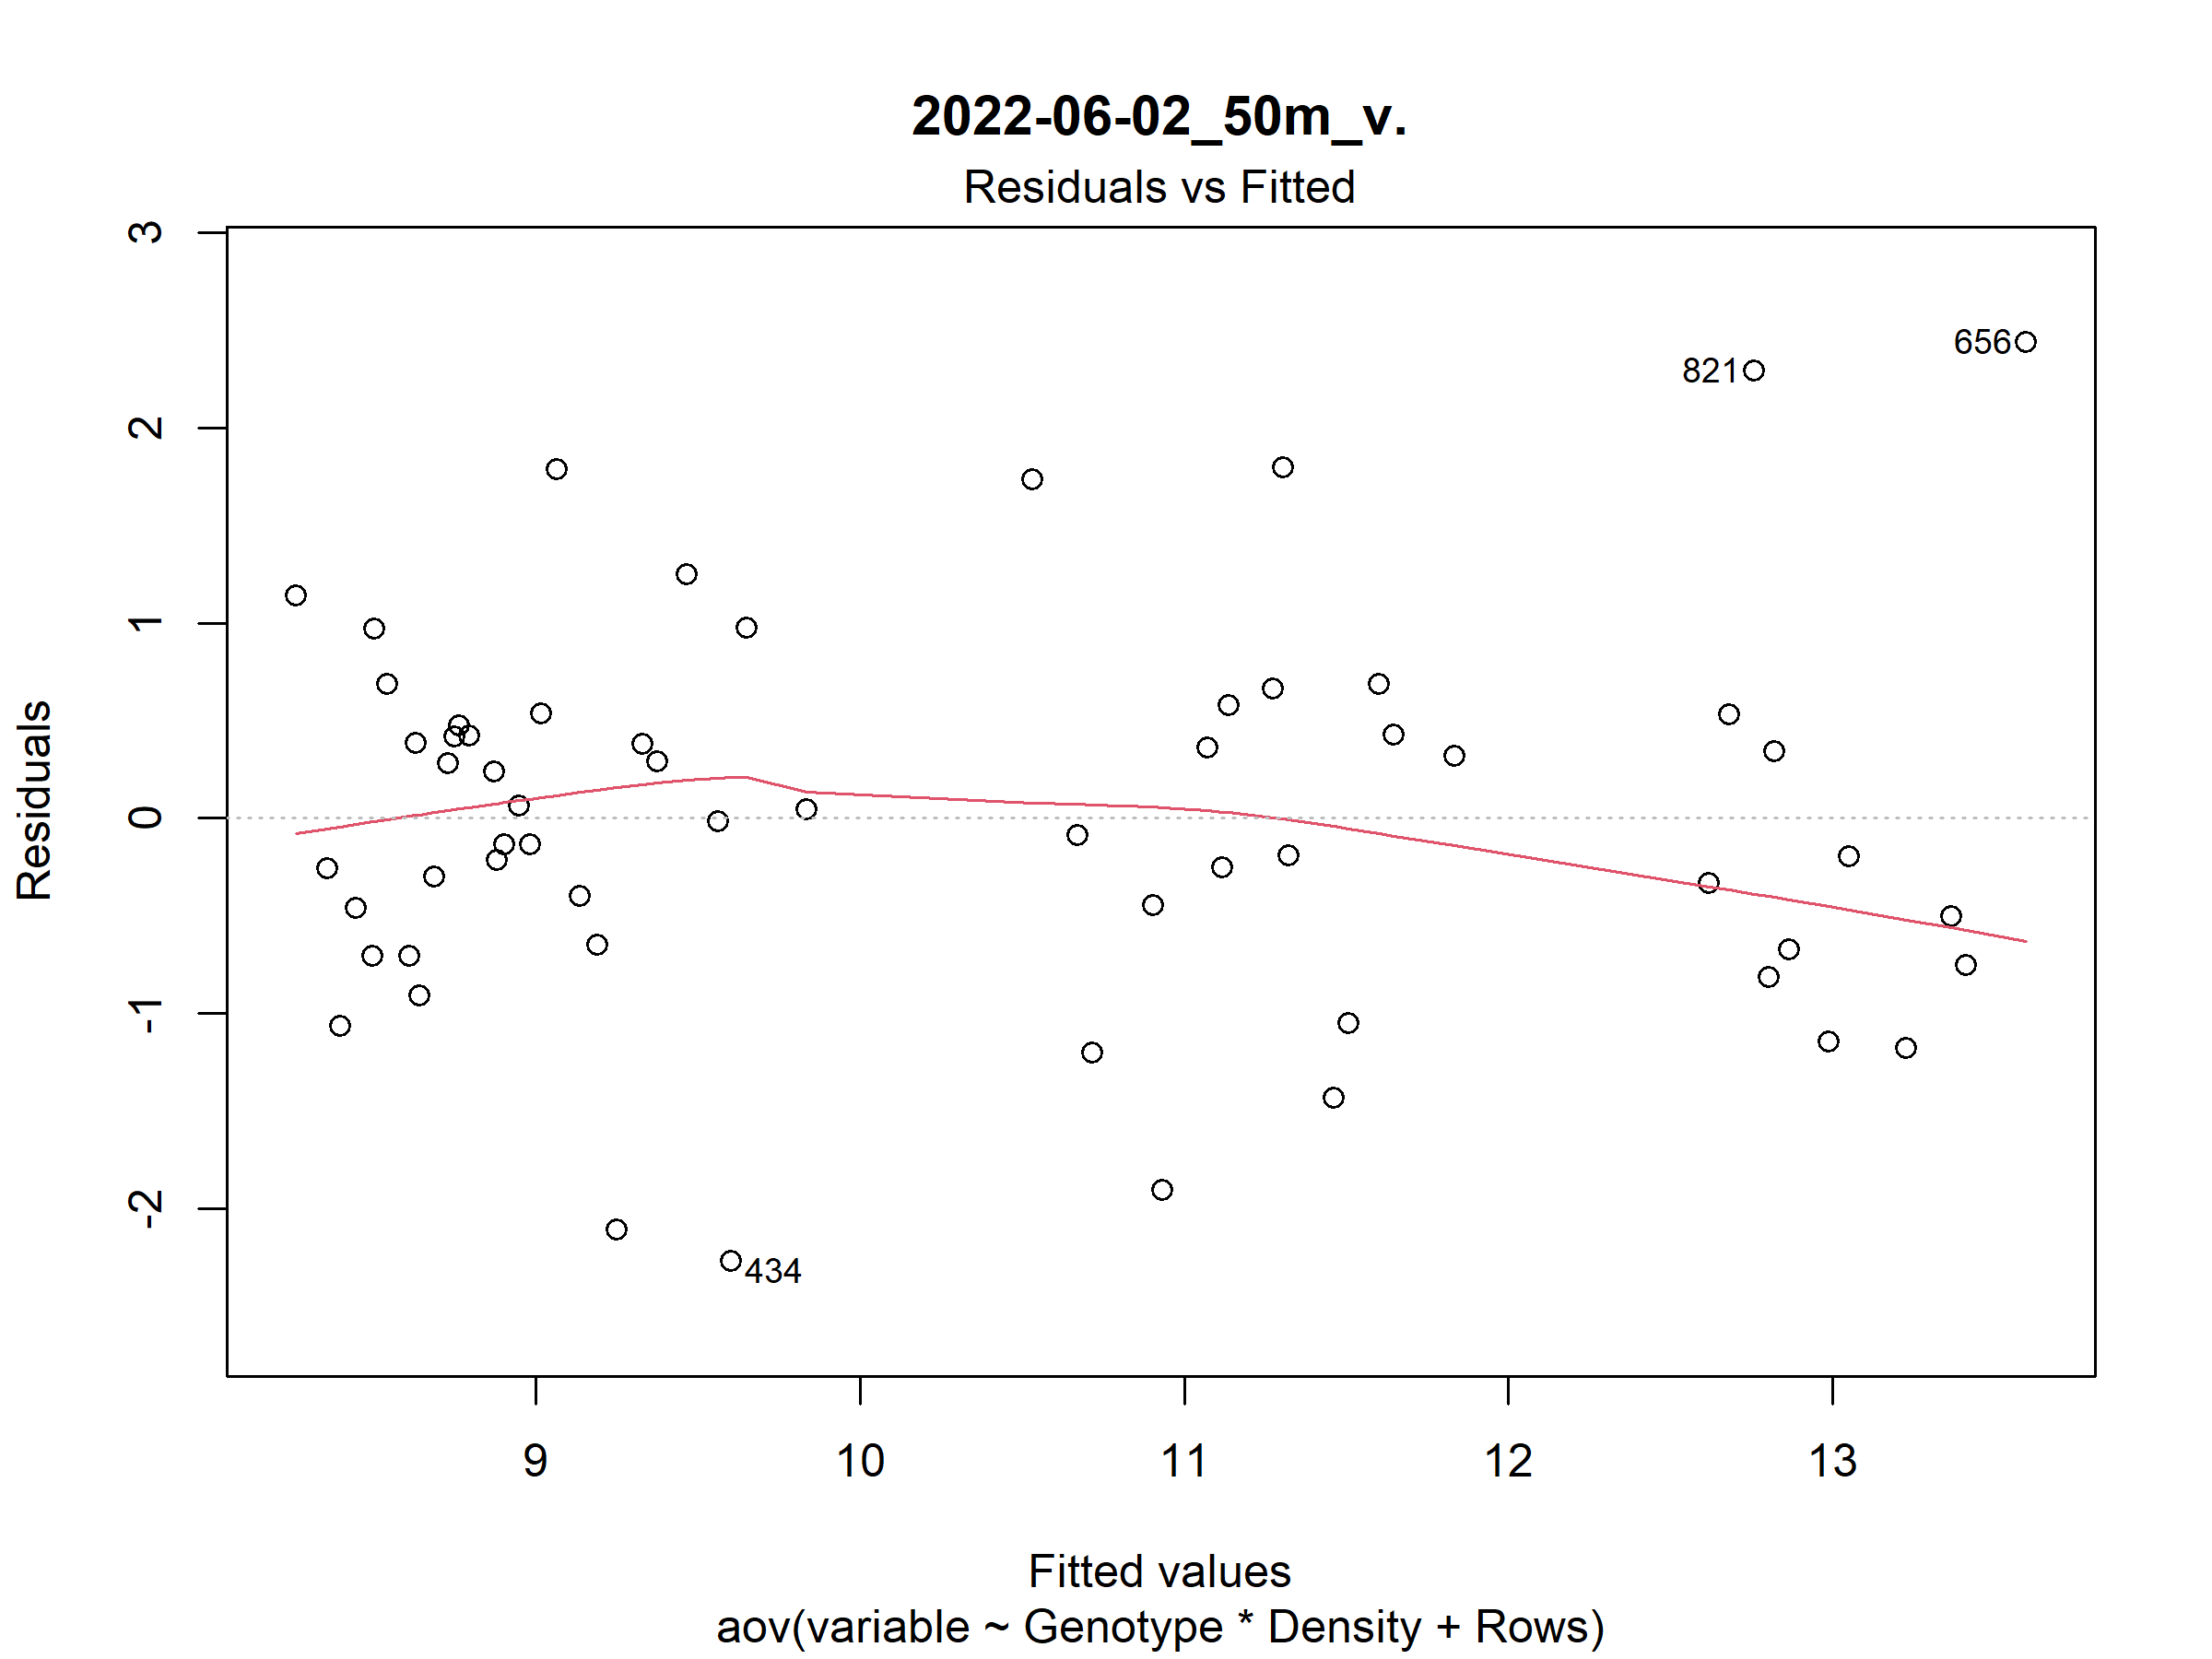 2022-06-02_50m_v.
Residuals vs Fitted
3
2
1
0
-1
-2
Residuals
656
821
434
9 10 11 12 13
Fitted values
aov(variable ~ Genotype * Density + Rows)